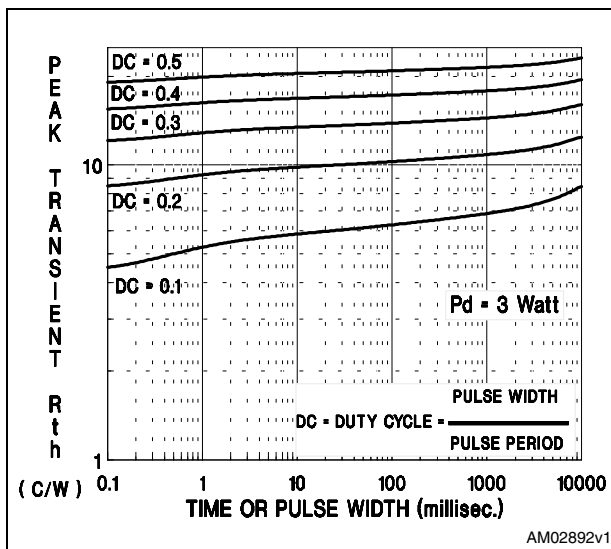 PEAK TRANSIENT Rth
(C/W)
DC = 0.5
DC = 0.4
DC = 0.3
10
DC = 0.2
DC = 0.1
Pd = 3 Watt
DC = DUTY CYCLE = PULSE WIDTH
PULSE PERIOD
1
0.1 1 10 100 1000 10000
TIME OR PULSE WIDTH (millisec.)
AM02892v1